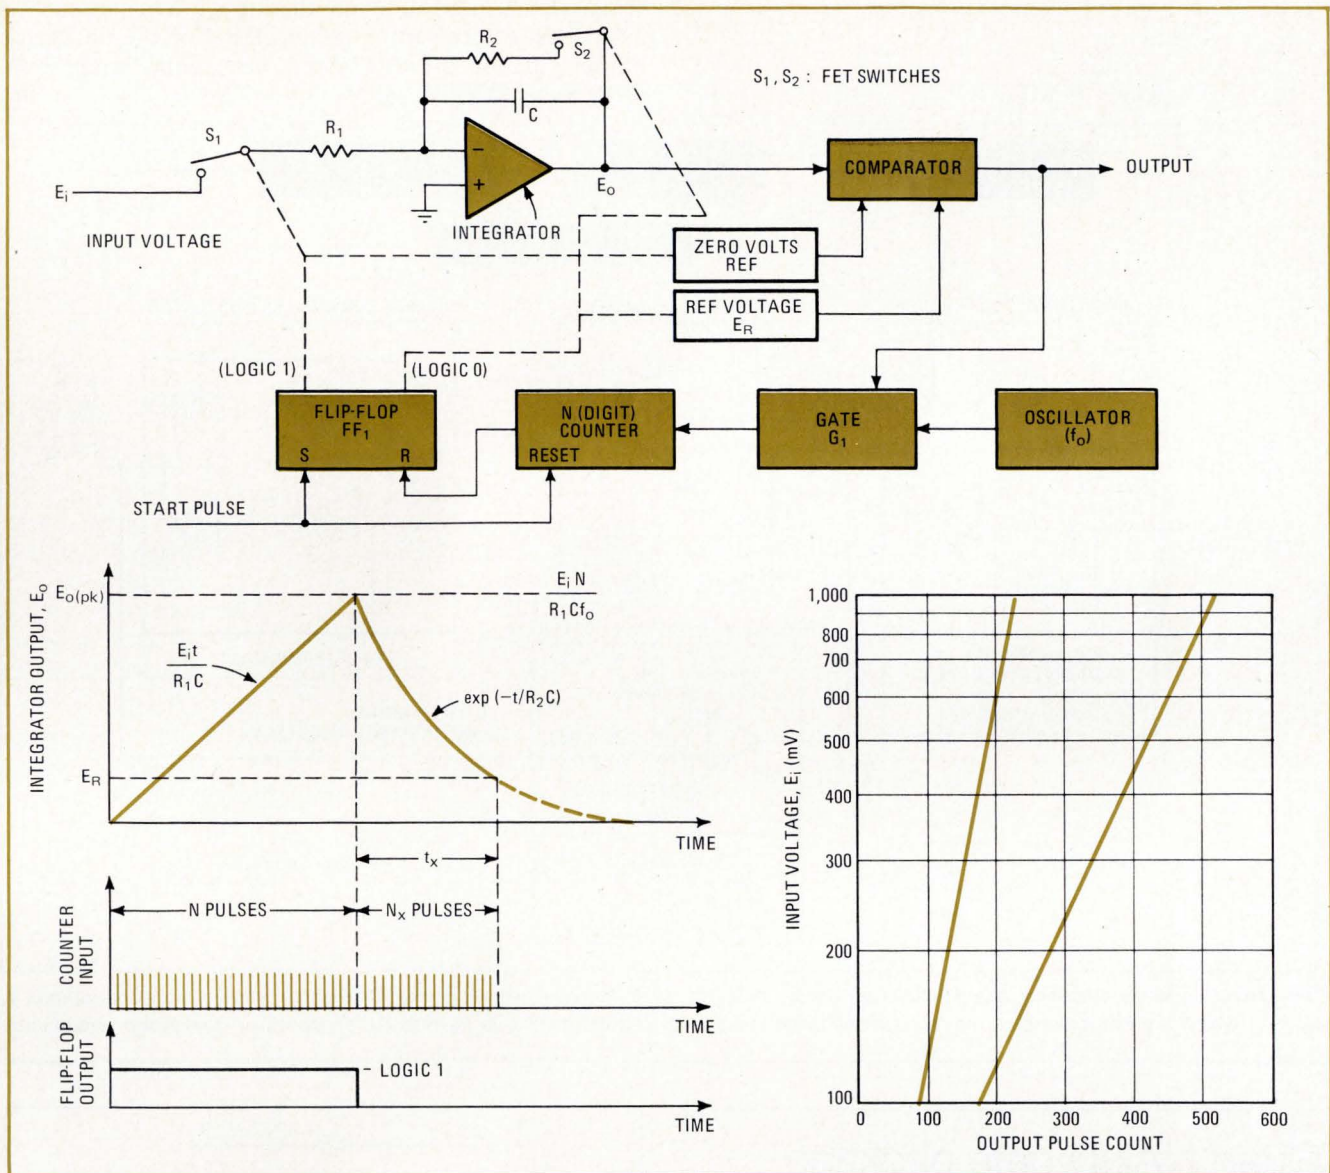 R2
S2
S1, S2 : FET SWITCHES
C
S1
R1
−
+
Ei
INPUT VOLTAGE
Eo
INTEGRATOR
COMPARATOR
OUTPUT
ZERO VOLTS
REF
REF VOLTAGE
ER
(LOGIC 1)
(LOGIC 0)
FLIP-FLOP
FF1
S R
N (DIGIT)
COUNTER
RESET
GATE
G1
OSCILLATOR
(fo)
START PULSE
INTEGRATOR OUTPUT, Eo
Eo(pk)
Ei N
R1Cfo
Eit
R1C
exp (−t/R2C)
ER
TIME
tx
COUNTER
INPUT
N PULSES
Nx PULSES
TIME
FLIP-FLOP
OUTPUT
LOGIC 1
TIME
INPUT VOLTAGE, Ei (mV)
1,000
900
800
700
600
500
400
300
200
100
0 100 200 300 400 500 600
OUTPUT PULSE COUNT